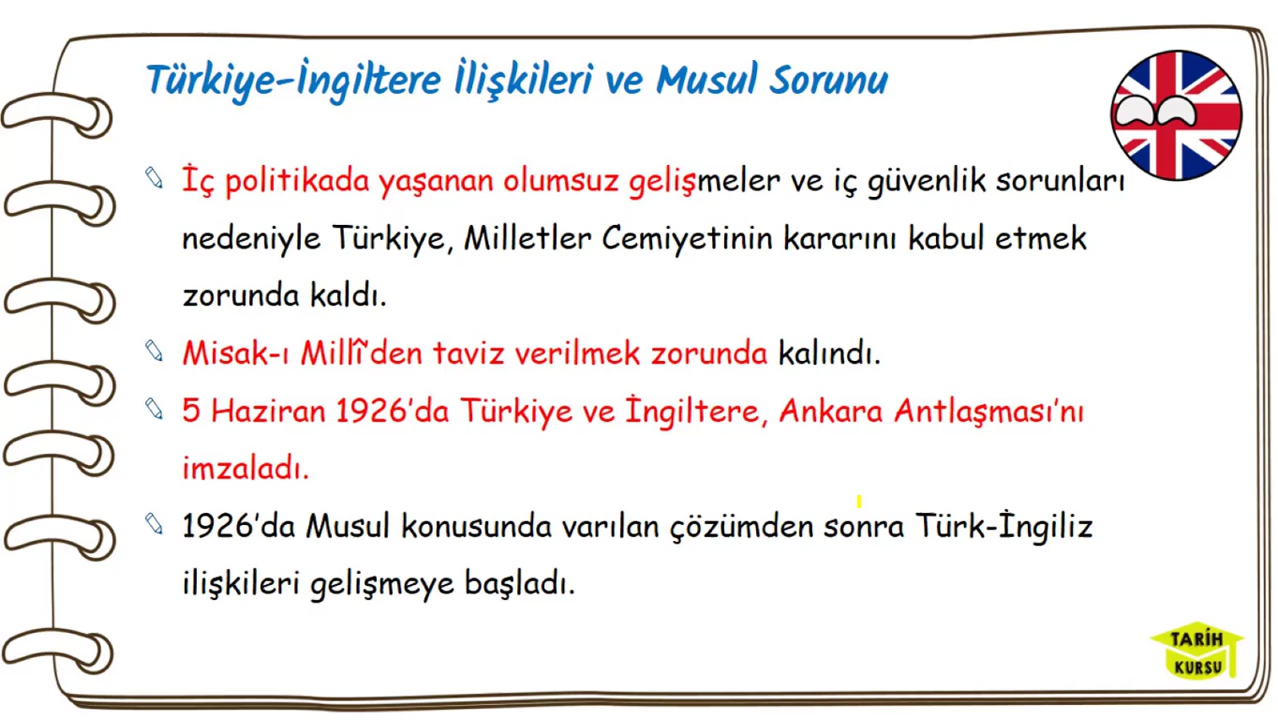 Türkiye-İngiltere İlişkileri ve Musul Sorunu
İç politikada yaşanan olumsuz gelişmeler ve iç güvenlik sorunları
nedeniyle Türkiye, Milletler Cemiyetinin kararını kabul etmek
zorunda kaldı.
Misak-ı Millî'den taviz verilmek zorunda kalındı.
5 Haziran 1926'da Türkiye ve İngiltere, Ankara Antlaşması'nı
imzaladı.
1926'da Musul konusunda varılan çözümden sonra Türk-İngiliz
ilişkileri gelişmeye başladı.
TARİH
KURSU